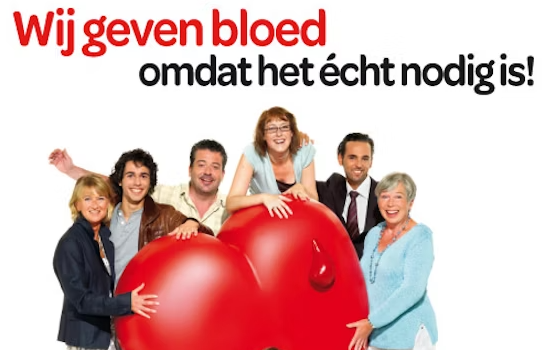 Wij geven bloed
omdat het écht nodig is!